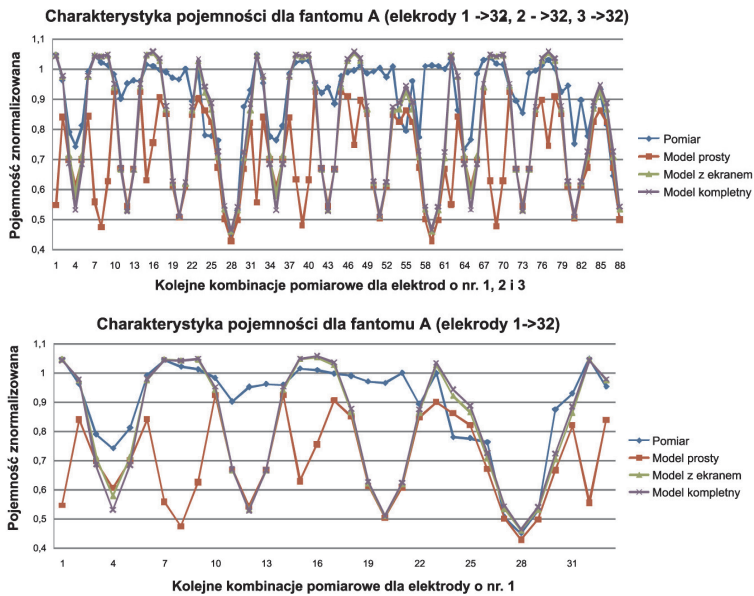 Charakterystyka pojemności dla fantomu A (elekrody 1 ->32, 2 - >32, 3 ->32)
Pojemność znormalizowana
1,1
1
0,9
0,8
0,7
0,6
0,5
0,4
1 4 7 10 13 16 19 22 25 28 31 34 37 40 43 46 49 52 55 58 61 64 67 70 73 76 79 82 85 88
Kolejne kombinacje pomiarowe dla elektrod o nr. 1, 2 i 3
Pomiar
Model prosty
Model z ekranem
Model kompletny
Charakterystyka pojemności dla fantomu A (elekrody 1->32)
Pojemność znormalizowana
1,1
1
0,9
0,8
0,7
0,6
0,5
0,4
1 4 7 10 13 16 19 22 25 28 31
Kolejne kombinacje pomiarowe dla elektrody o nr. 1
Pomiar
Model prosty
Model z ekranem
Model kompletny